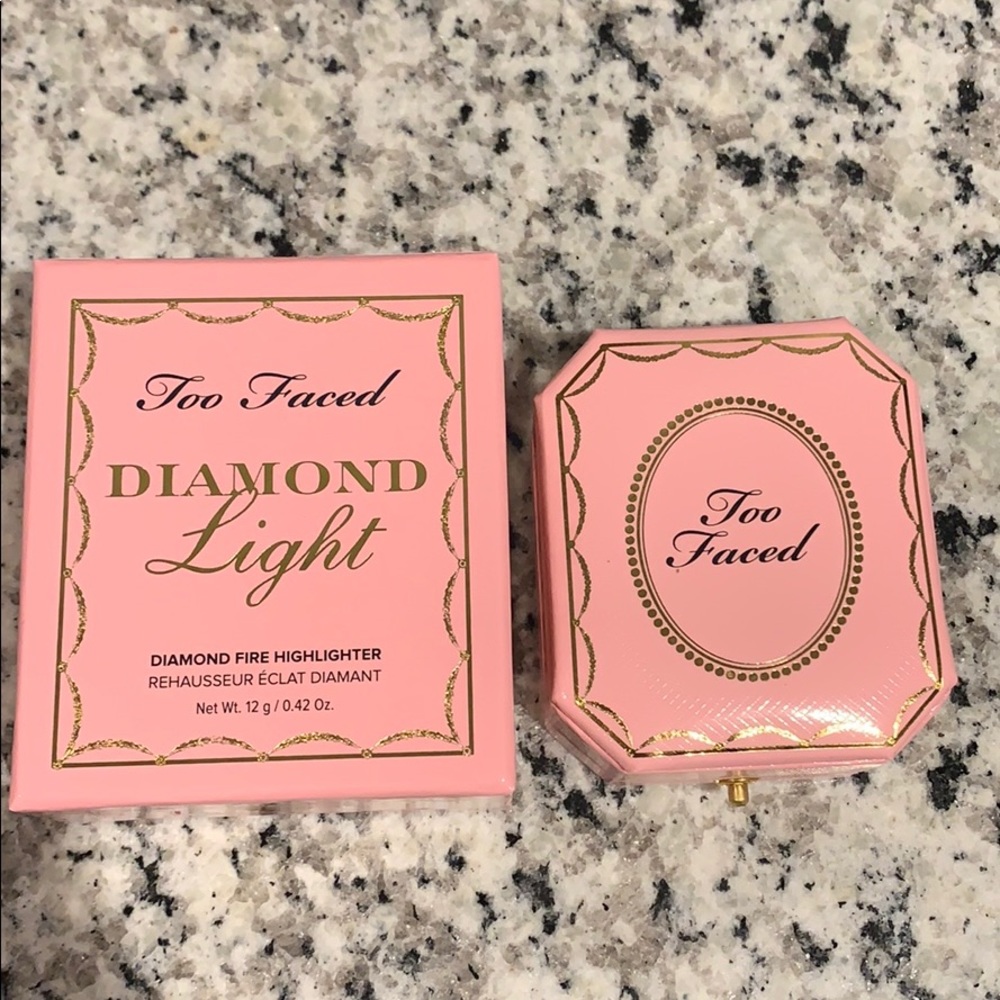 Too Faced
DIAMOND
Light
DIAMOND FIRE HIGHLIGHTER
REHAUSSEUR ÉCLAT DIAMANT
Net Wt. 12 g / 0.42 Oz.
Too
Faced